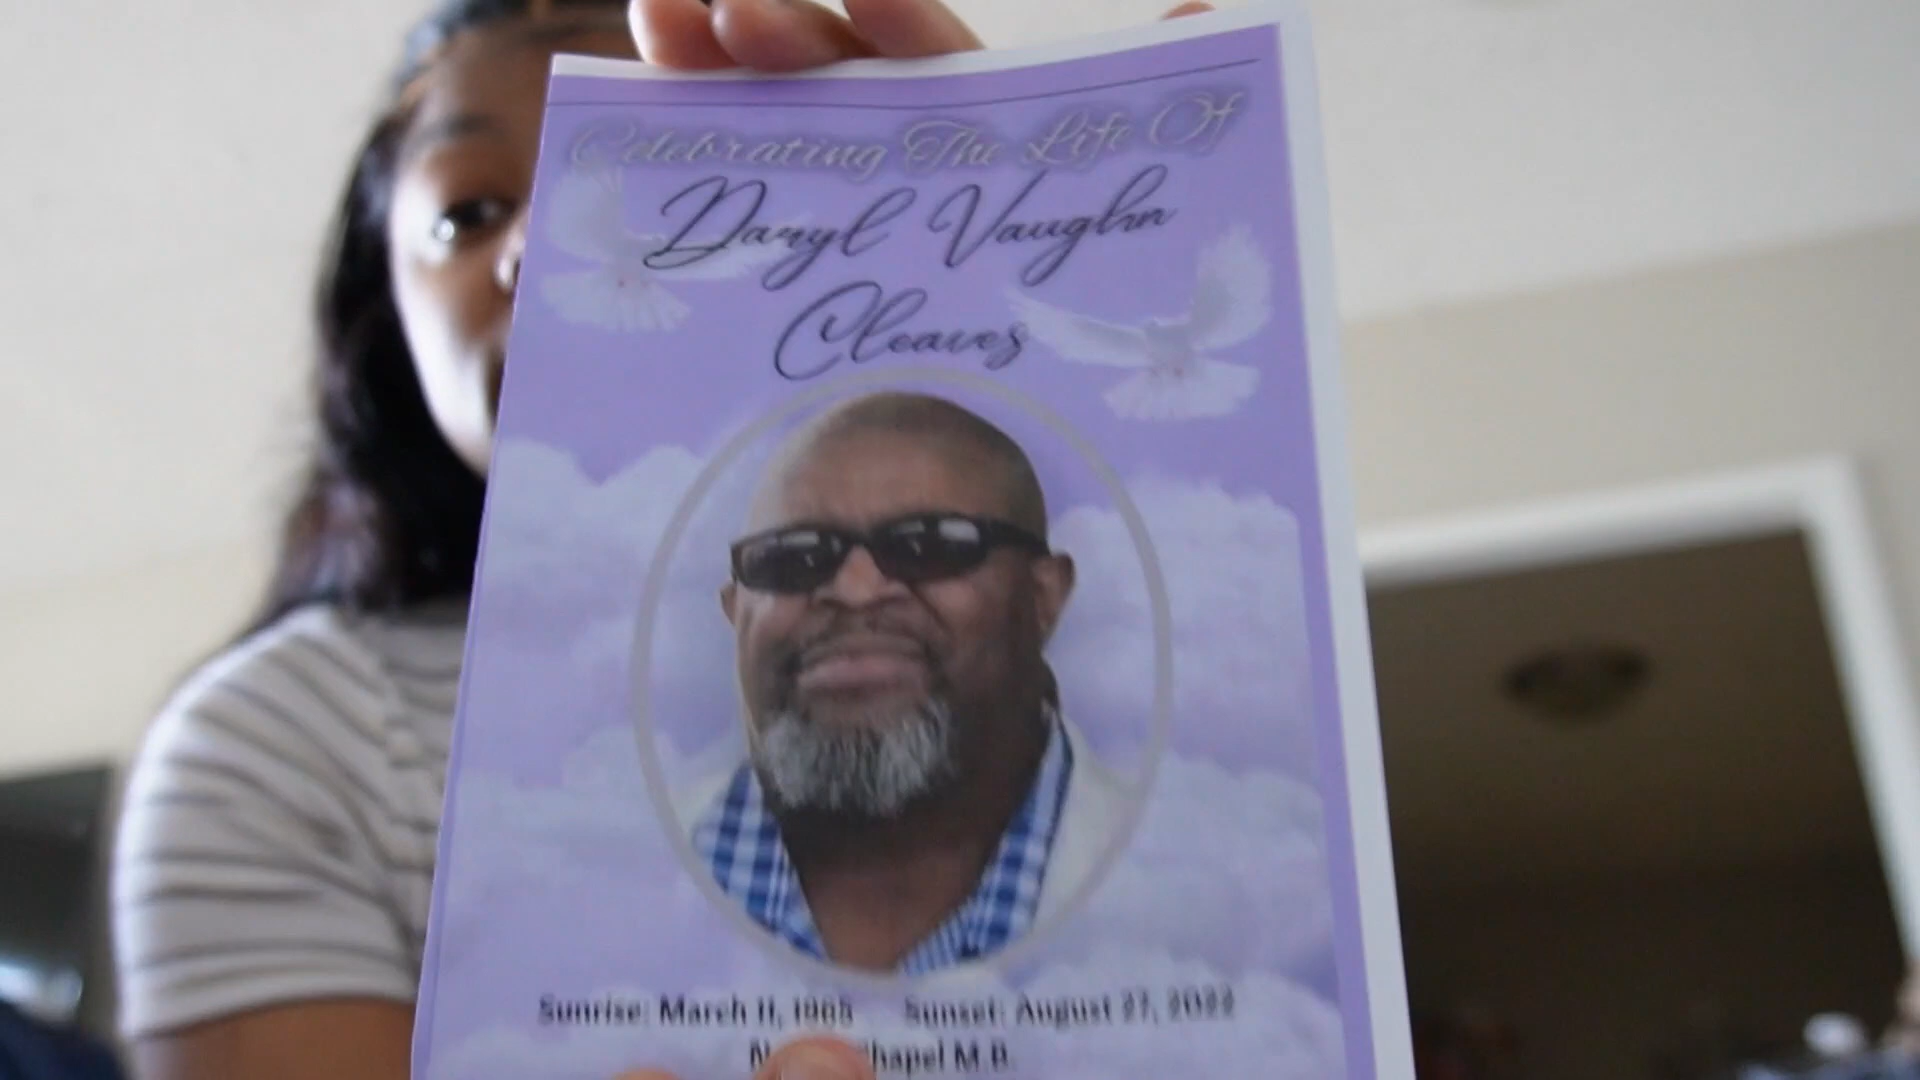 Celebrating The Life Of
Daryl Vaughn
Cleaves
Sunrise: March 11, 1965 Sunset: August 27, 2022
Chapel M.B.